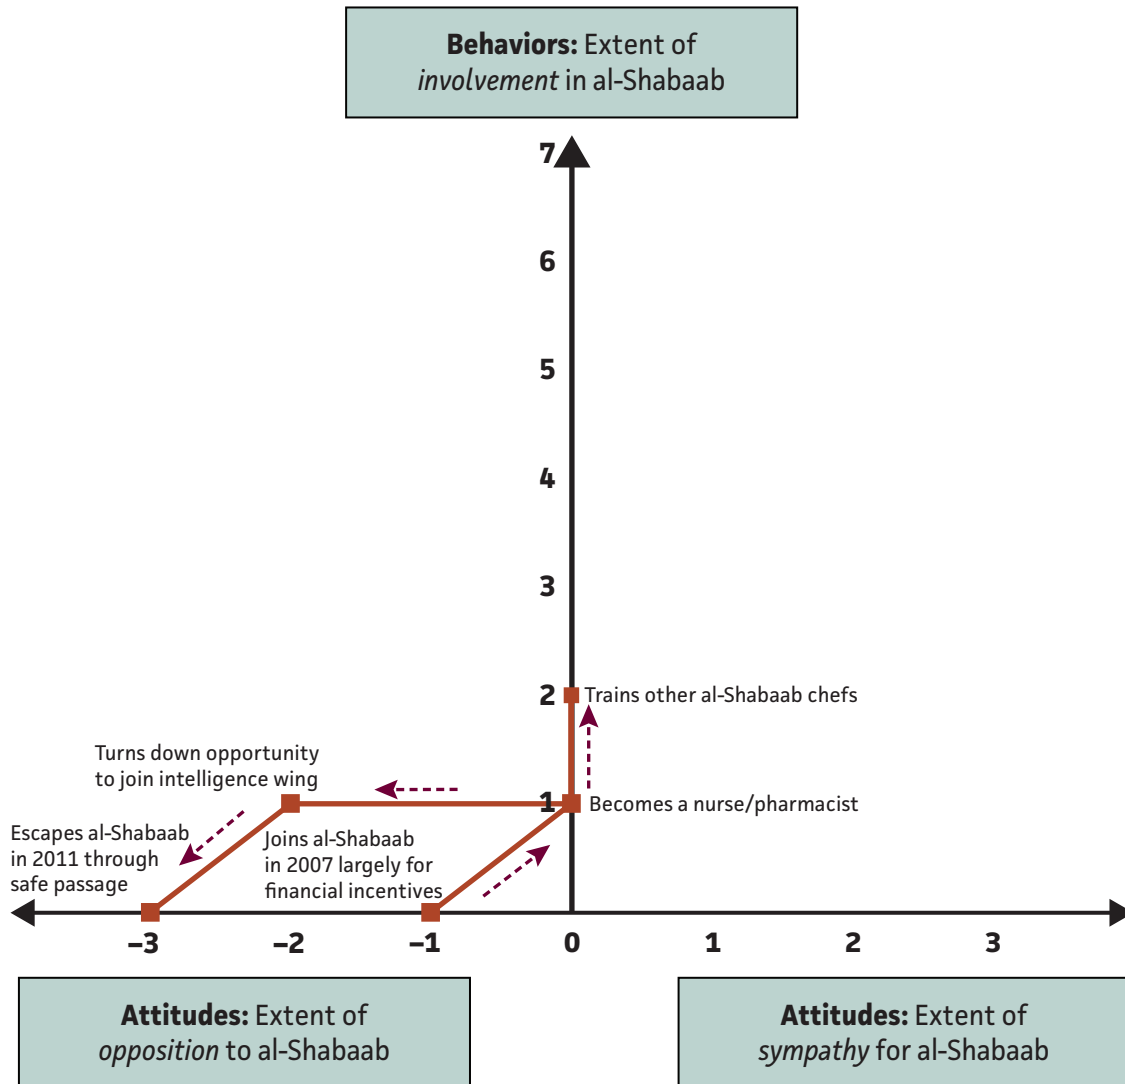 Behaviors: Extent of
involvement in al-Shabaab
7
6
5
4
3
2 Trains other al-Shabaab chefs
Turns down opportunity
to join intelligence wing
1 Becomes a nurse/pharmacist
Escapes al-Shabaab
in 2011 through
safe passage
Joins al-Shabaab
in 2007 largely for
financial incentives
–3 –2 –1 0 1 2 3
Attitudes: Extent of
opposition to al-Shabaab
Attitudes: Extent of
sympathy for al-Shabaab